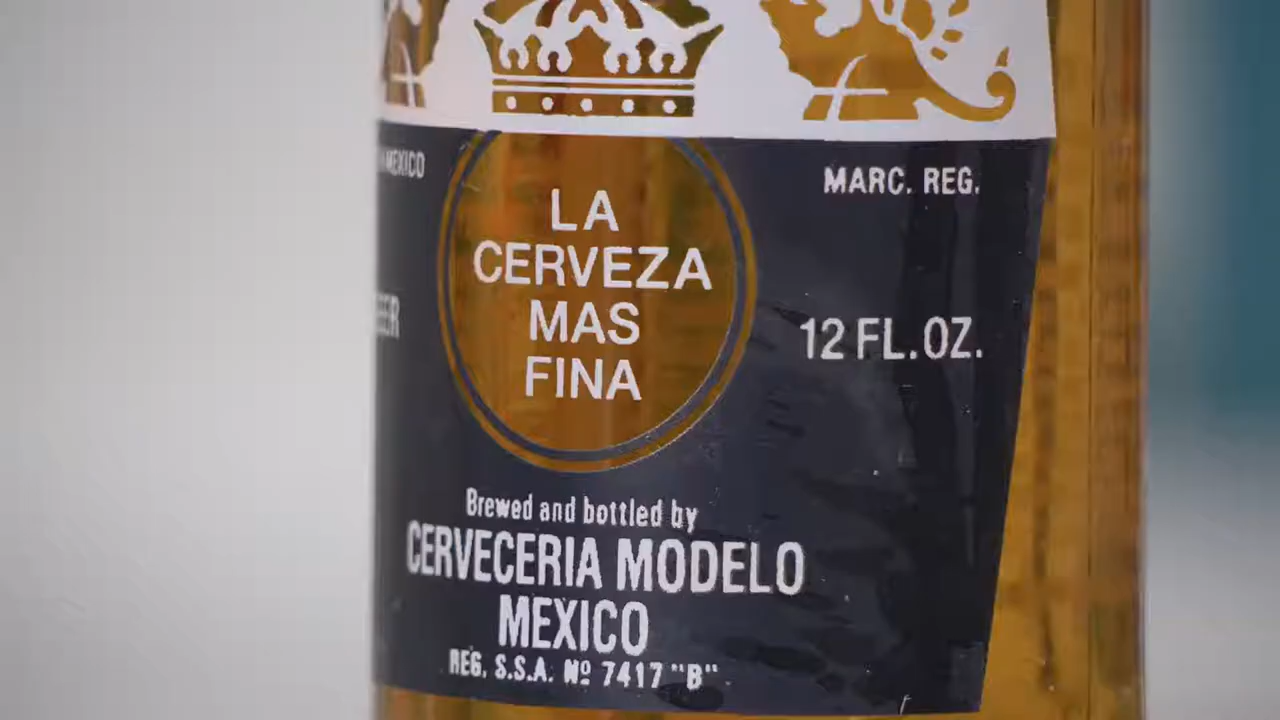 MEXICO
MARC. REG.
LA
CERVEZA
MAS
FINA
12 FL.OZ.
Brewed and bottled by
CERVECERIA MODELO
MEXICO
REG. S.S.A. Nº 7417 "B"